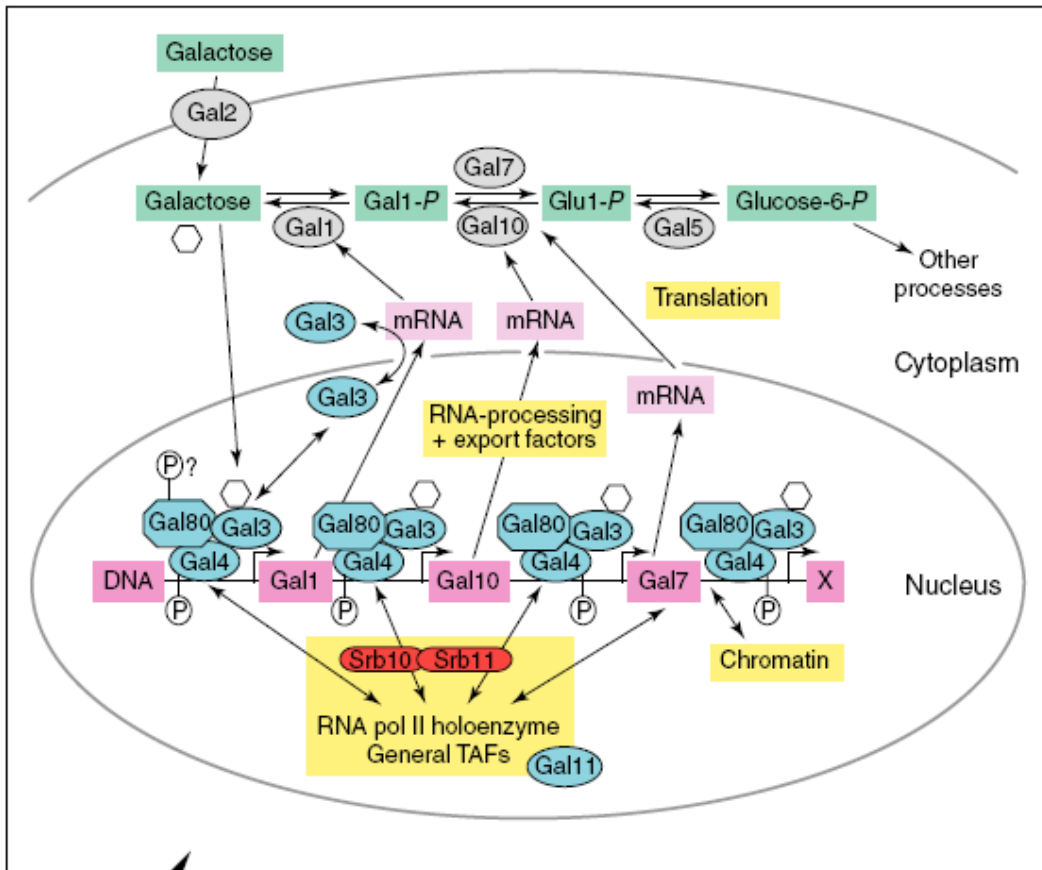 Galactose
Gal2
Gal7
Galactose
Gal1-P
Glu1-P
Glucose-6-P
Gal1
Gal10
Gal5
Other
processes
Translation
Gal3
mRNA
mRNA
Cytoplasm
Gal3
mRNA
RNA-processing
+ export factors
P?
Gal80
Gal3
Gal80
Gal3
Gal80
Gal3
Gal80
Gal3
Gal4
Gal4
Gal4
Gal4
DNA
Gal1
Gal10
Gal7
X
Nucleus
P
P
P
P
Srb10
Srb11
Chromatin
RNA pol II holoenzyme
General TAFs
Gal11